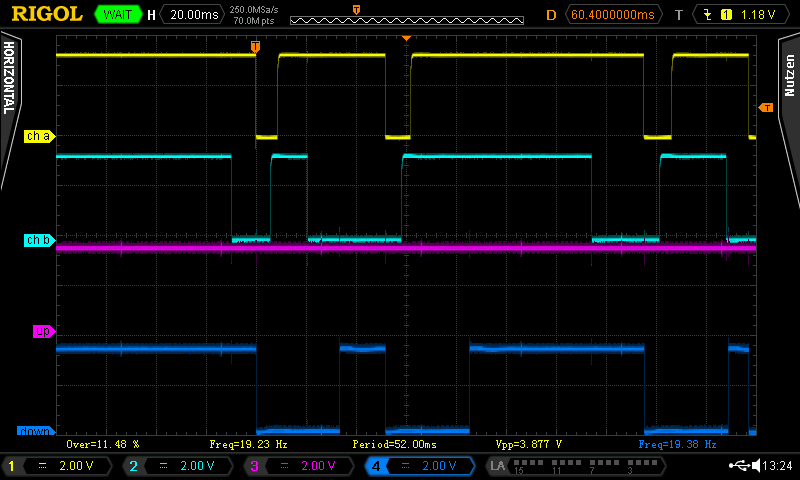 RIGOL WAIT H 20.00ms 250.0MSa/s 70.0M pts D 60.4000000ms T 1 1.18 V
HORIZONTAL
Nutzen
T
T
ch a
ch b
up
down
Over=11.48 % Freq=19.23 Hz Period=52.00ms Vpp=3.877 V Freq=19.38 Hz
1 2.00 V 2 2.00 V 3 2.00 V 4 2.00 V LA 15 11 7 3 13:24